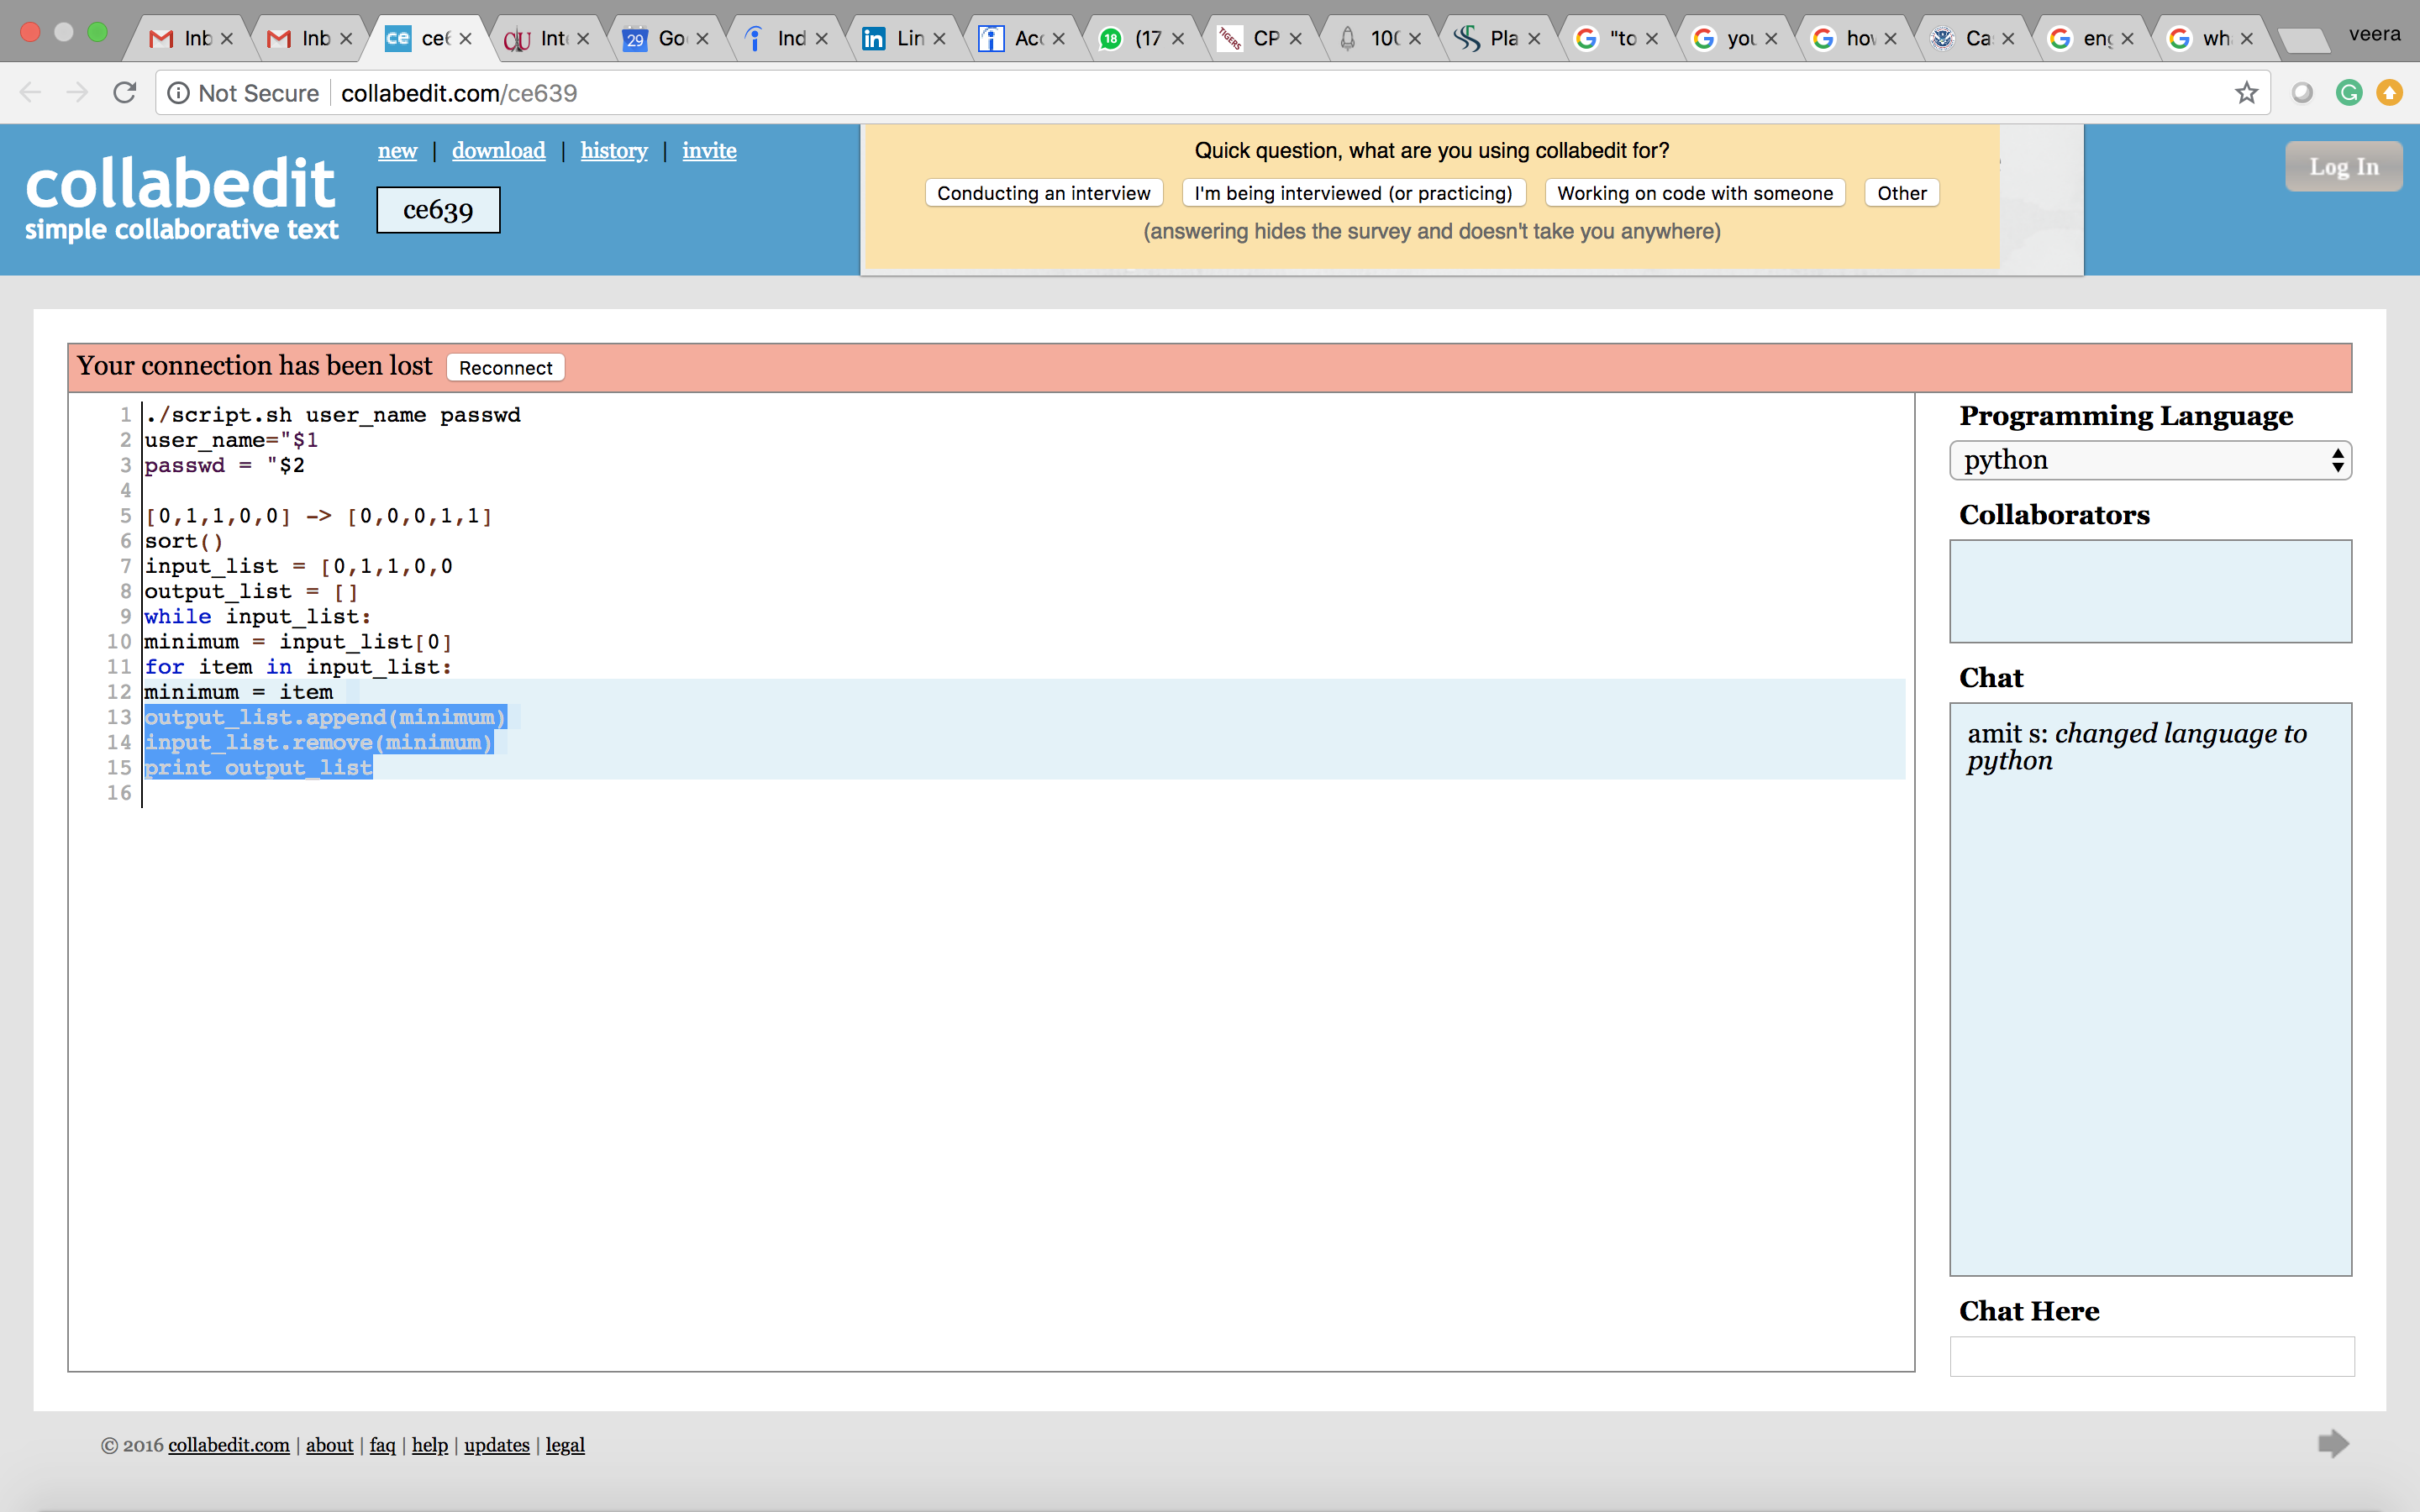 Inb
Inb
ce6
Int
29
Go
Ind
Lin
Acc
18
(17
TIGERS
CP
100
Pla
"to
you
how
Ca
eng
wh
veera
Not Secure
collabedit.com/ce639
collabedit
simple collaborative text
new | download | history | invite
ce639
Quick question, what are you using collabedit for?
Conducting an interview
I'm being interviewed (or practicing)
Working on code with someone
Other
(answering hides the survey and doesn't take you anywhere)
Log In
Your connection has been lost Reconnect
1 ./script.sh user_name passwd
2 user_name="$1
3 passwd = "$2
4
5 [0,1,1,0,0] -> [0,0,0,1,1]
6 sort()
7 input_list = [0,1,1,0,0
8 output_list = []
9 while input_list:
10 minimum = input_list[0]
11 for item in input_list:
12 minimum = item
13 output_list.append(minimum)
14 input_list.remove(minimum)
15 print output_list
16
Programming Language
python
Collaborators
Chat
amit s: changed language to
python
Chat Here
© 2016 collabedit.com | about | faq | help | updates | legal